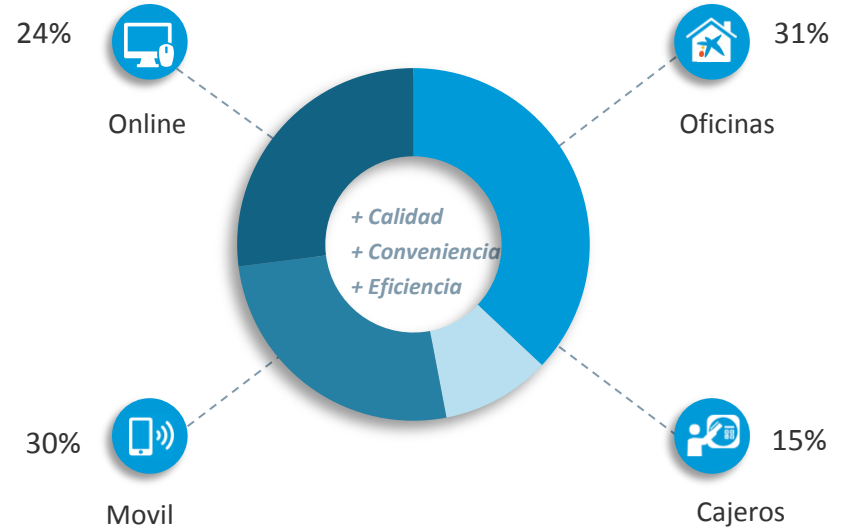 24%
31%
Online
Oficinas
+ Calidad
+ Conveniencia
+ Eficiencia
30%
15%
Movil
Cajeros